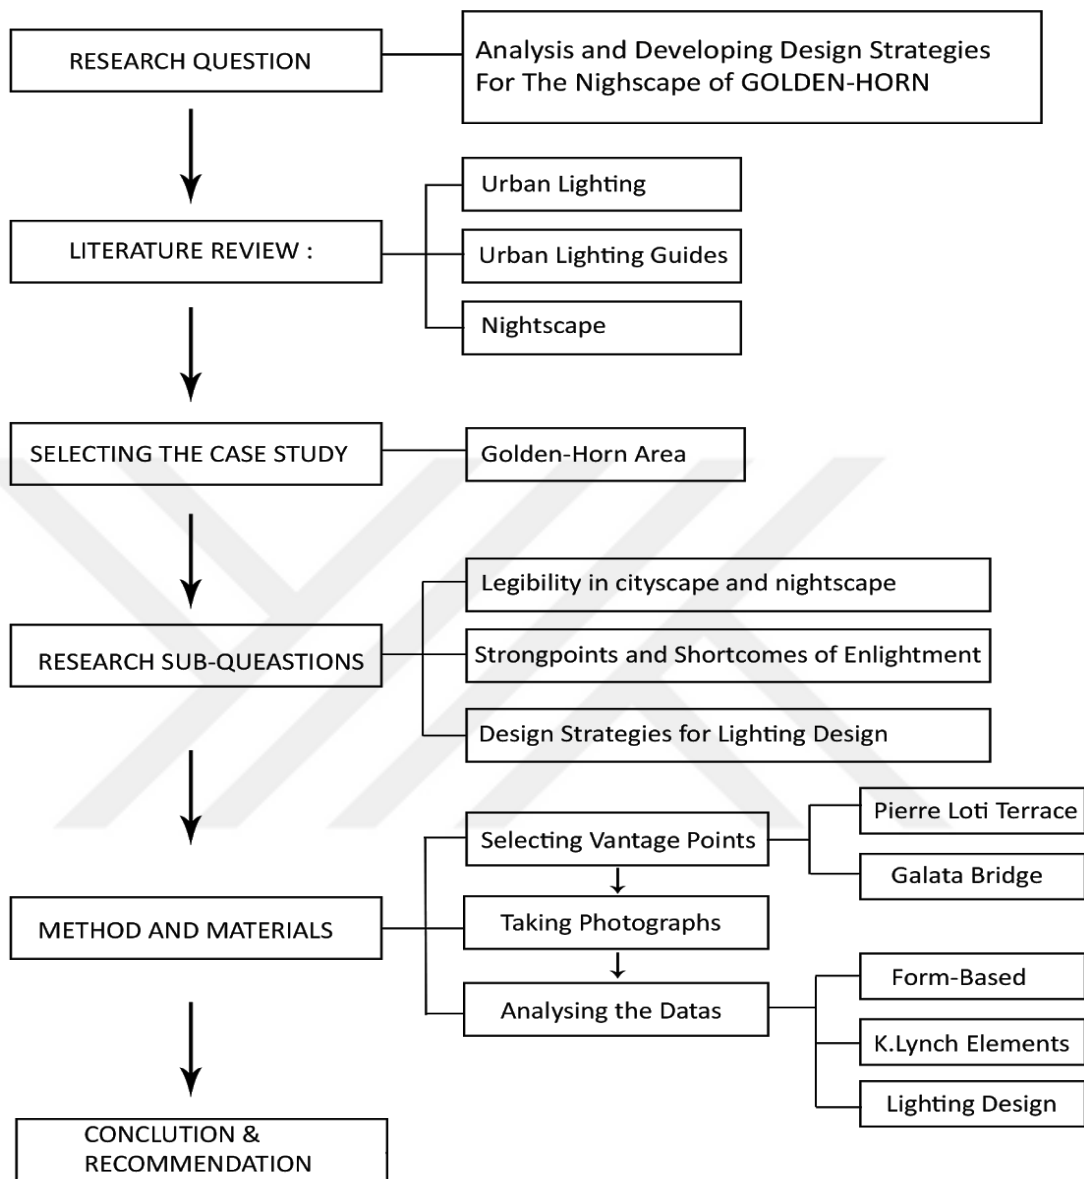 RESEARCH QUESTION
Analysis and Developing Design Strategies
For The Nighscape of GOLDEN-HORN
LITERATURE REVIEW :
Urban Lighting
Urban Lighting Guides
Nightscape
SELECTING THE CASE STUDY
Golden-Horn Area
RESEARCH SUB-QUEASTIONS
Legibility in cityscape and nightscape
Strongpoints and Shortcomes of Enlightment
Design Strategies for Lighting Design
METHOD AND MATERIALS
Selecting Vantage Points
Pierre Loti Terrace
Galata Bridge
Taking Photographs
Analysing the Datas
Form-Based
K.Lynch Elements
Lighting Design
CONCLUTION &
RECOMMENDATION